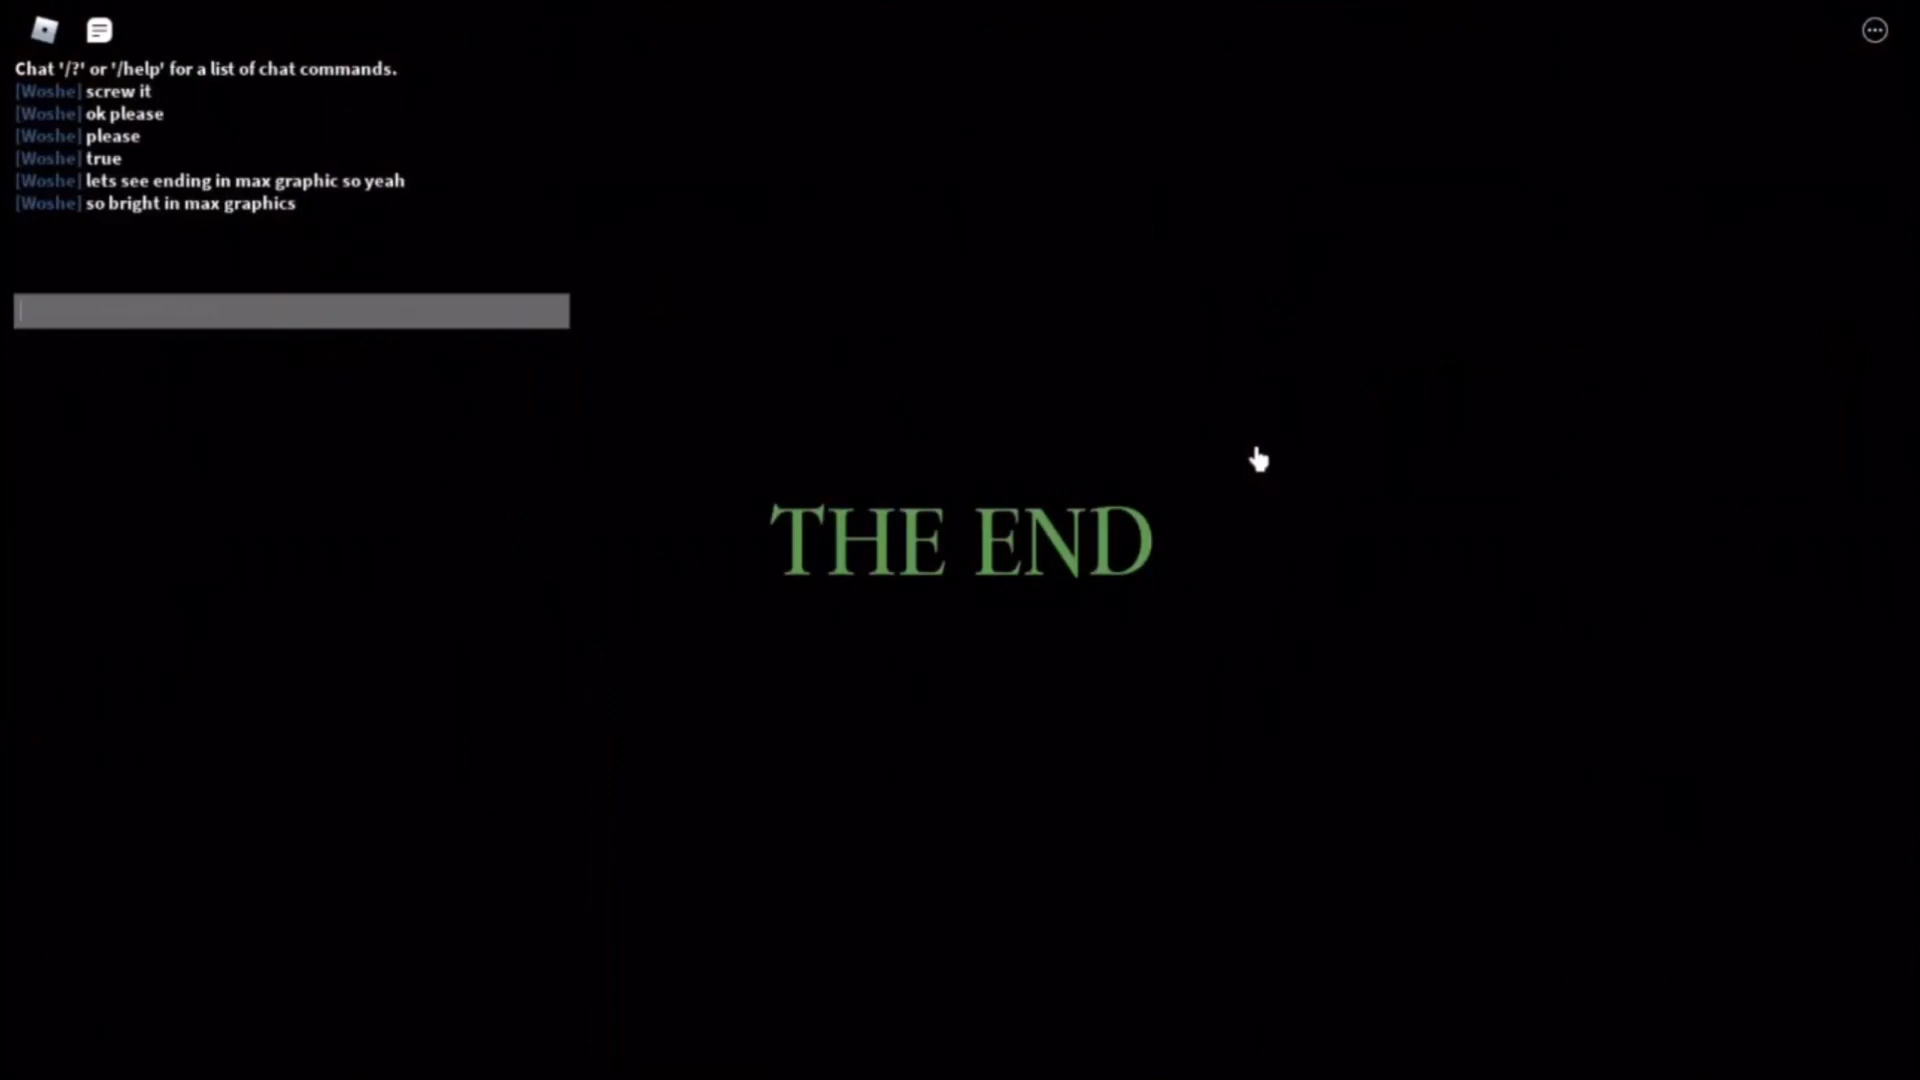 Chat '/?' or '/help' for a list of chat commands.
[Woshe] screw it
[Woshe] ok please
[Woshe] please
[Woshe] true
[Woshe] lets see ending in max graphic so yeah
[Woshe] so bright in max graphics
THE END